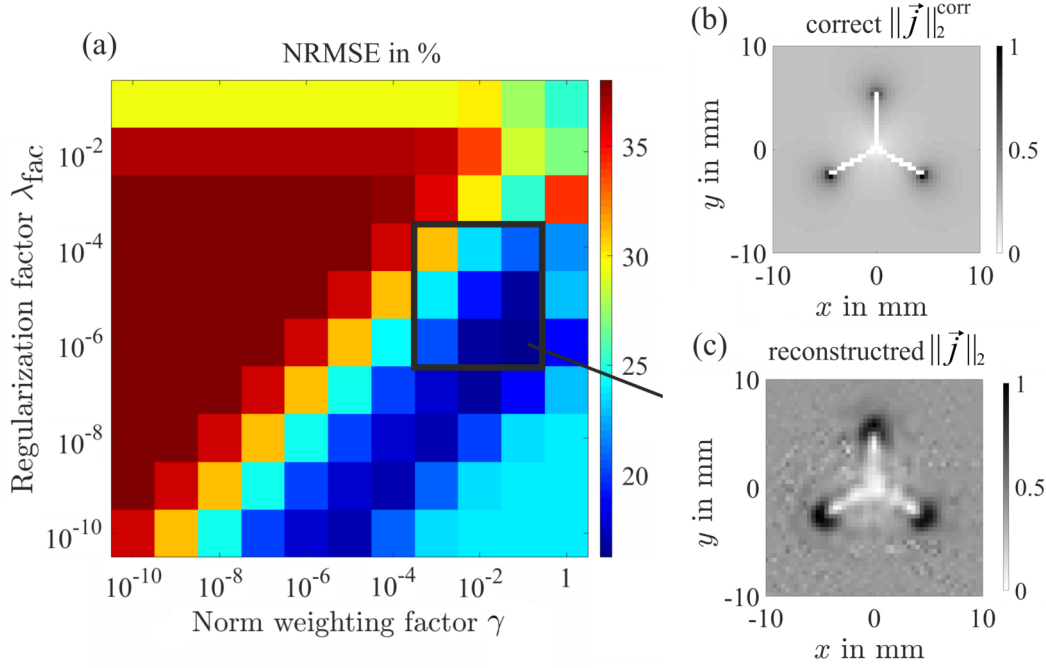 (a)
NRMSE in %
Regularization factor λ_fac
10^-2
10^-4
10^-6
10^-8
10^-10
10^-10 10^-8 10^-6 10^-4 10^-2 1
Norm weighting factor γ
35
30
25
20
(b)
correct ||j⃗||_2^corr
10
0
-10
-10 0 10
y in mm
x in mm
1
0.5
0
(c)
reconstructred ||j⃗||_2
10
0
-10
-10 0 10
y in mm
x in mm
1
0.5
0